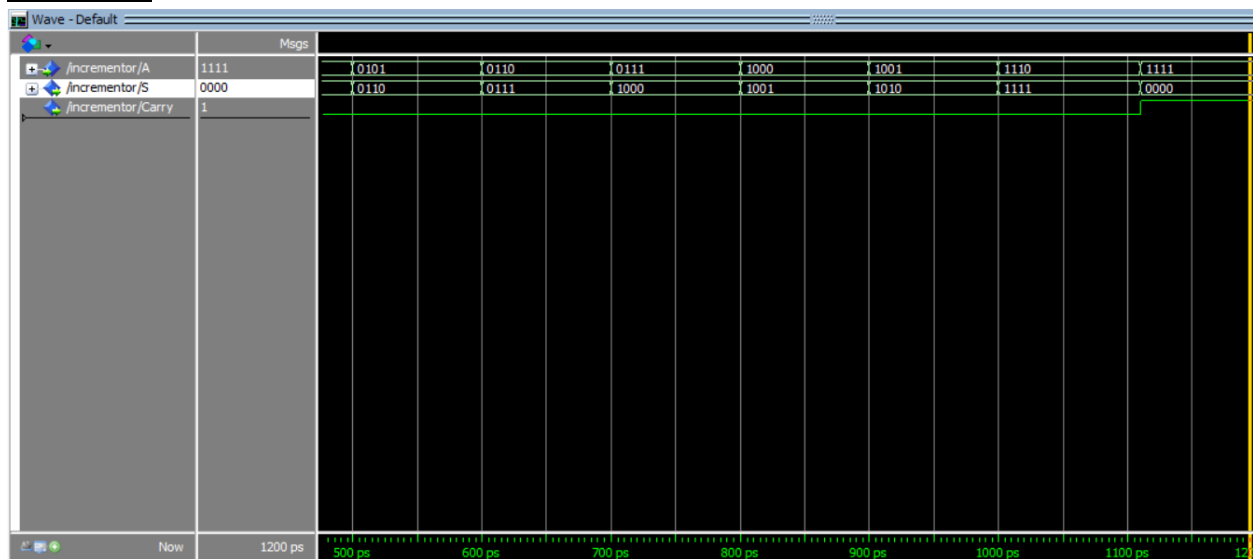 Wave - Default
Msgs
/incrementor/A 1111 0101 0110 0111 1000 1001 1110 1111
/incrementor/S 0000 0110 0111 1000 1001 1010 1111 0000
/incrementor/Carry 1
Now 1200 ps 500 ps 600 ps 700 ps 800 ps 900 ps 1000 ps 1100 ps